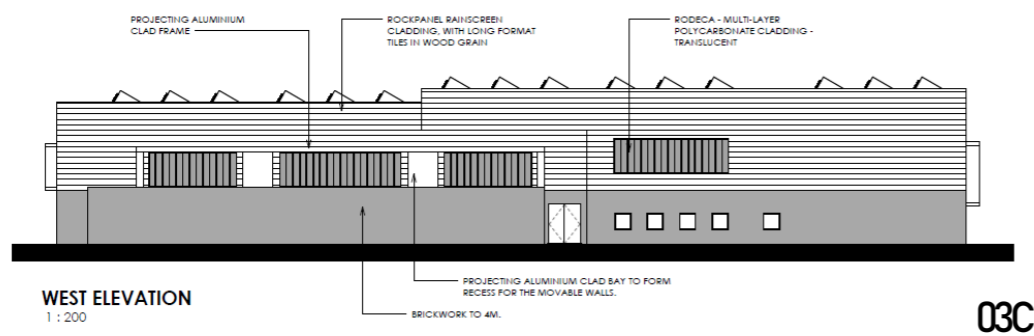 PROJECTING ALUMINIUM
CLAD FRAME
ROCKPANEL RAINSCREEN
CLADDING, WITH LONG FORMAT
TILES IN WOOD GRAIN
RODECA - MULTI-LAYER
POLYCARBONATE CLADDING -
TRANSLUCENT
PROJECTING ALUMINIUM CLAD BAY TO FORM
RECESS FOR THE MOVABLE WALLS.
BRICKWORK TO 4M.
WEST ELEVATION
1 : 200
03C